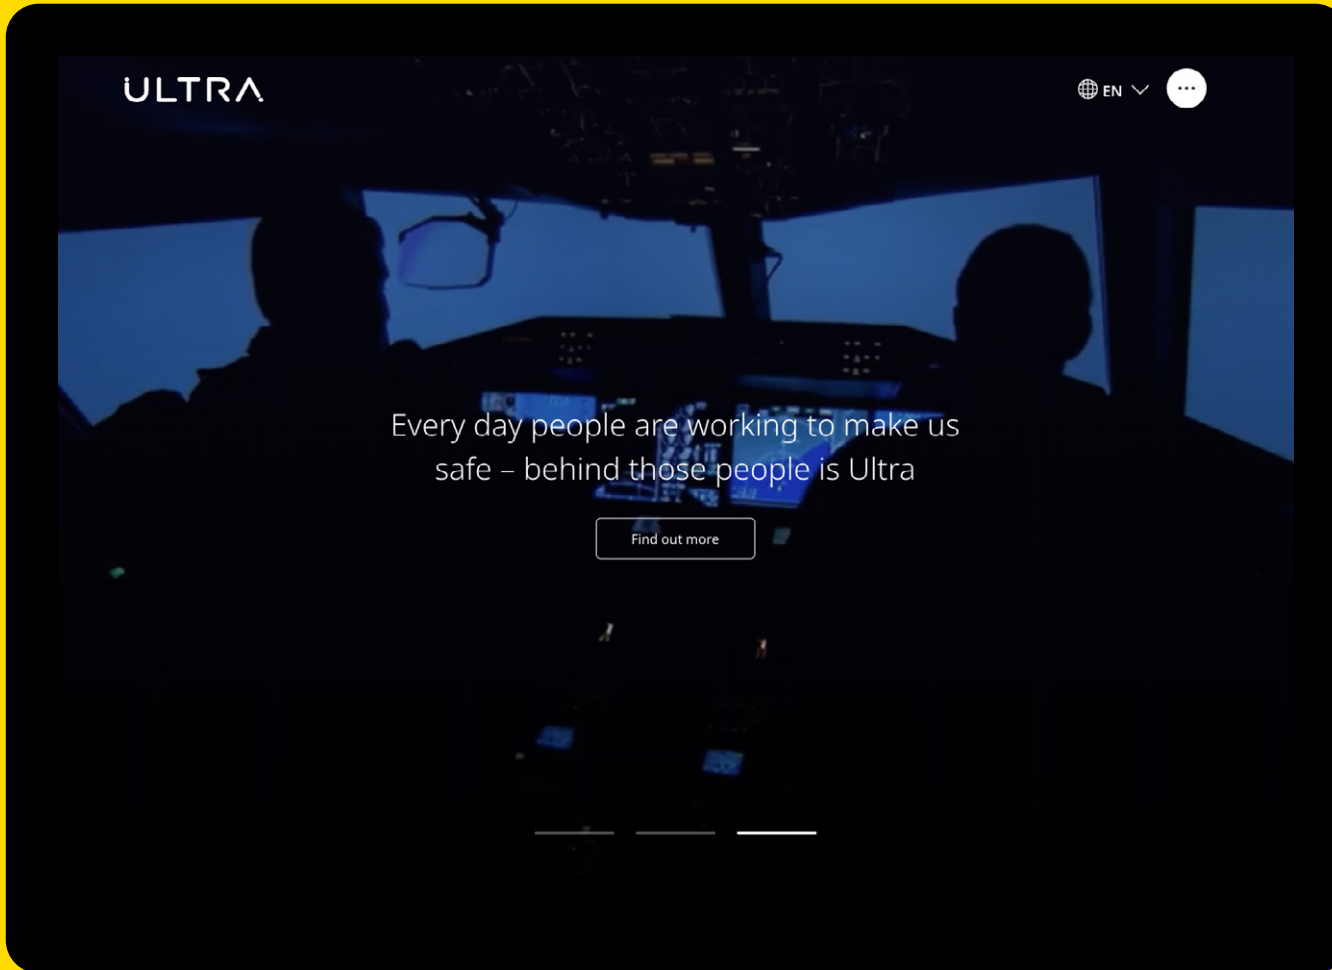 ULTRA
EN
Every day people are working to make us
safe – behind those people is Ultra
Find out more